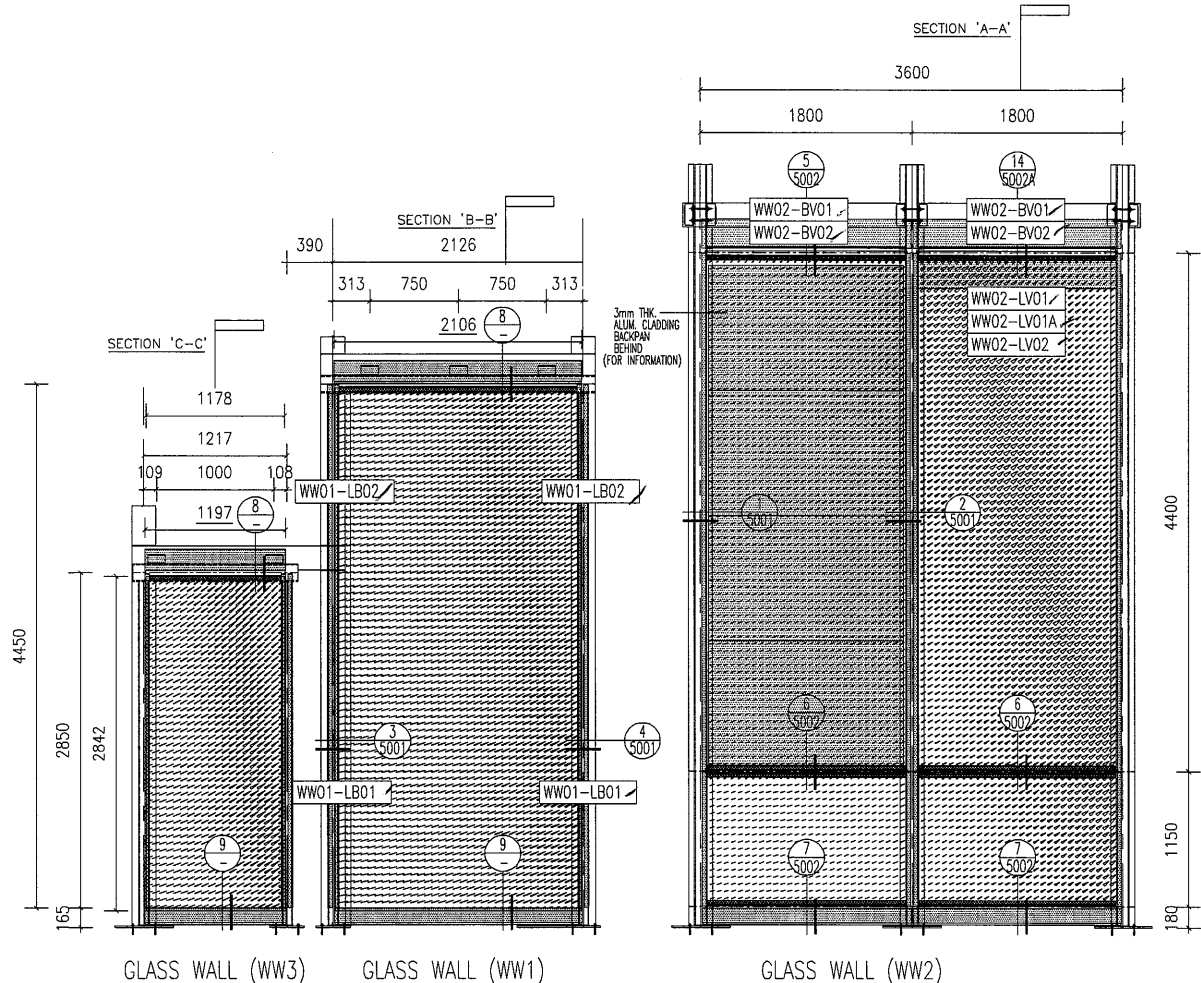 SECTION 'A-A'
3600
1800
1800
5
5002
14
5002A
WW02-BV01
WW02-BV02
WW02-BV01
WW02-BV02
SECTION 'B-B'
390
2126
313
750
750
313
2106
8
-
3mm THK.
ALUM. CLADDING
BACKPAN
BEHIND
(FOR INFORMATION)
WW02-LV01
WW02-LV01A
WW02-LV02
SECTION 'C-C'
1178
1217
109
1000
108
1197
8
-
WW01-LB02
WW01-LB02
1
5001
2
5001
4400
4450
2850
2842
3
5001
4
5001
6
5002
6
5002
WW01-LB01
WW01-LB01
9
-
9
-
7
5002
7
5002
1150
165
180
GLASS WALL (WW3)
GLASS WALL (WW1)
GLASS WALL (WW2)